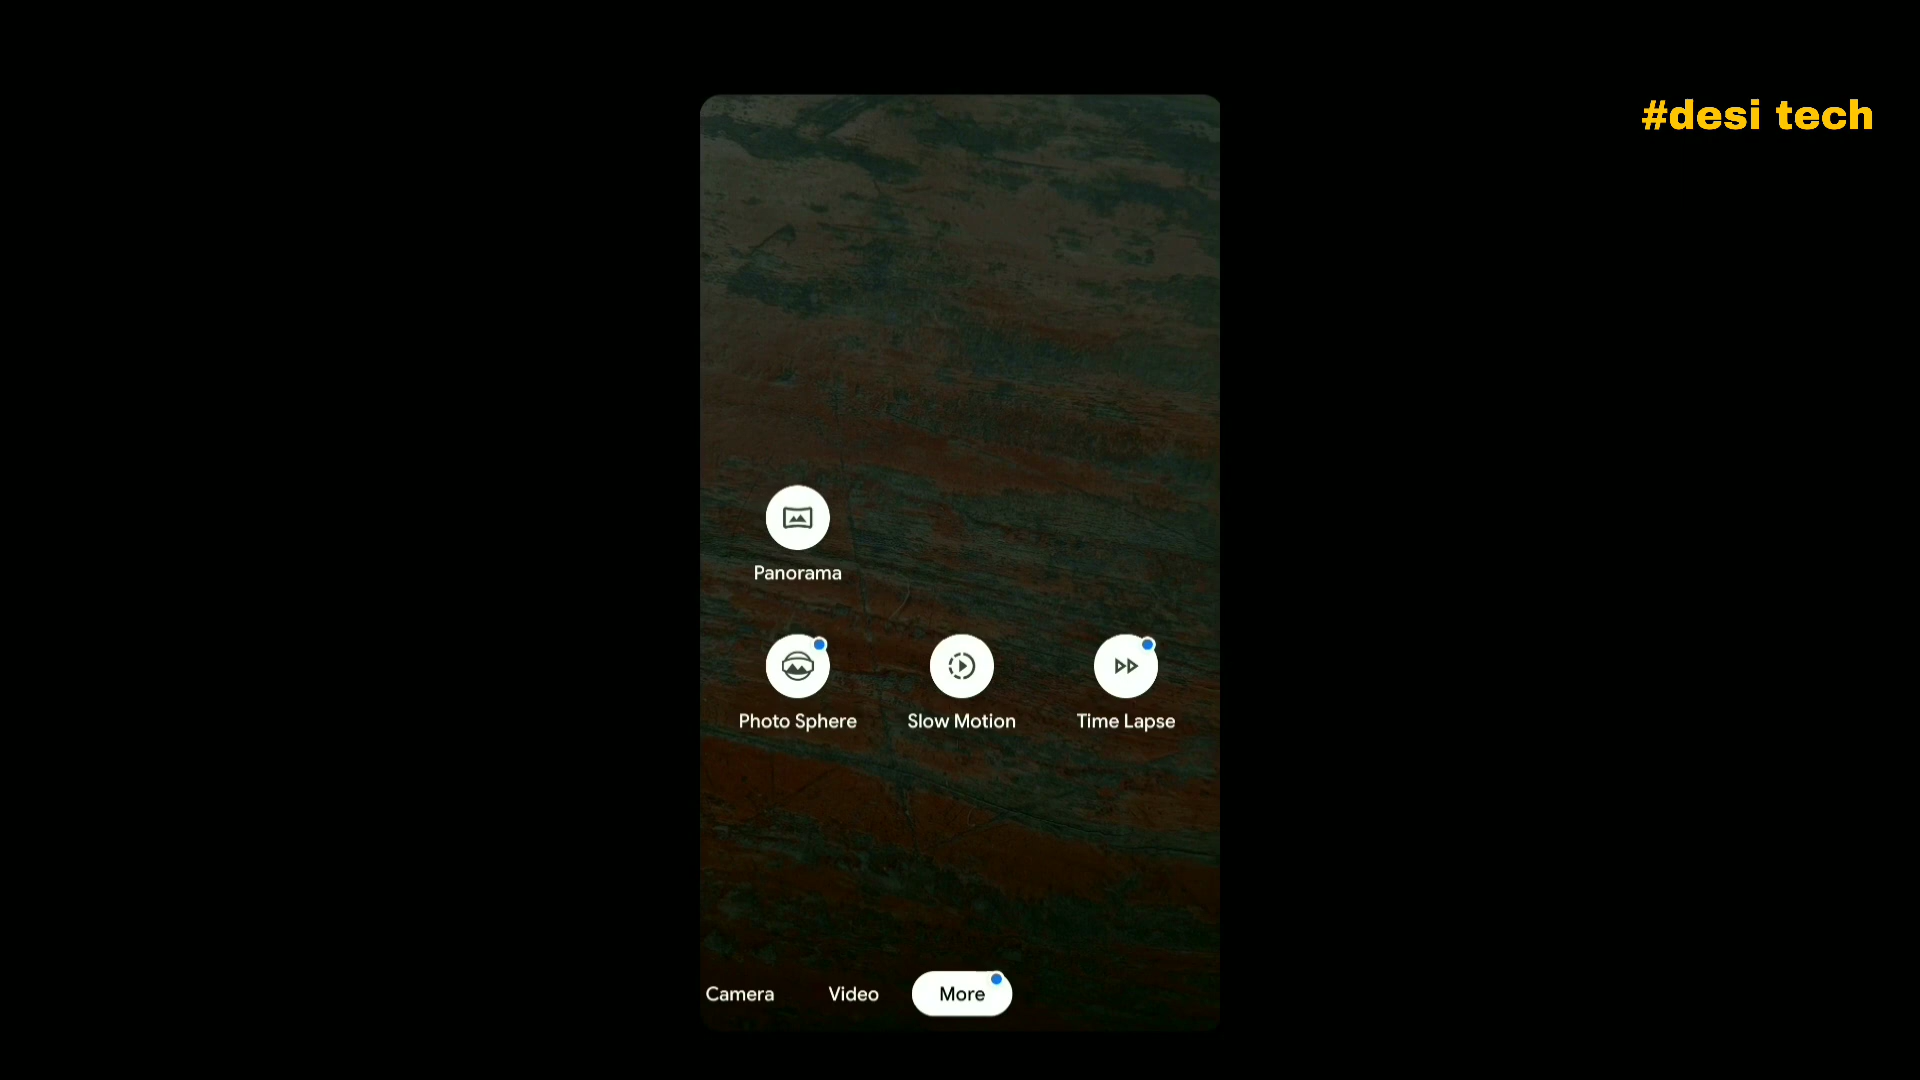 #desi tech
Panorama
Photo Sphere
Slow Motion
Time Lapse
Camera
Video
More